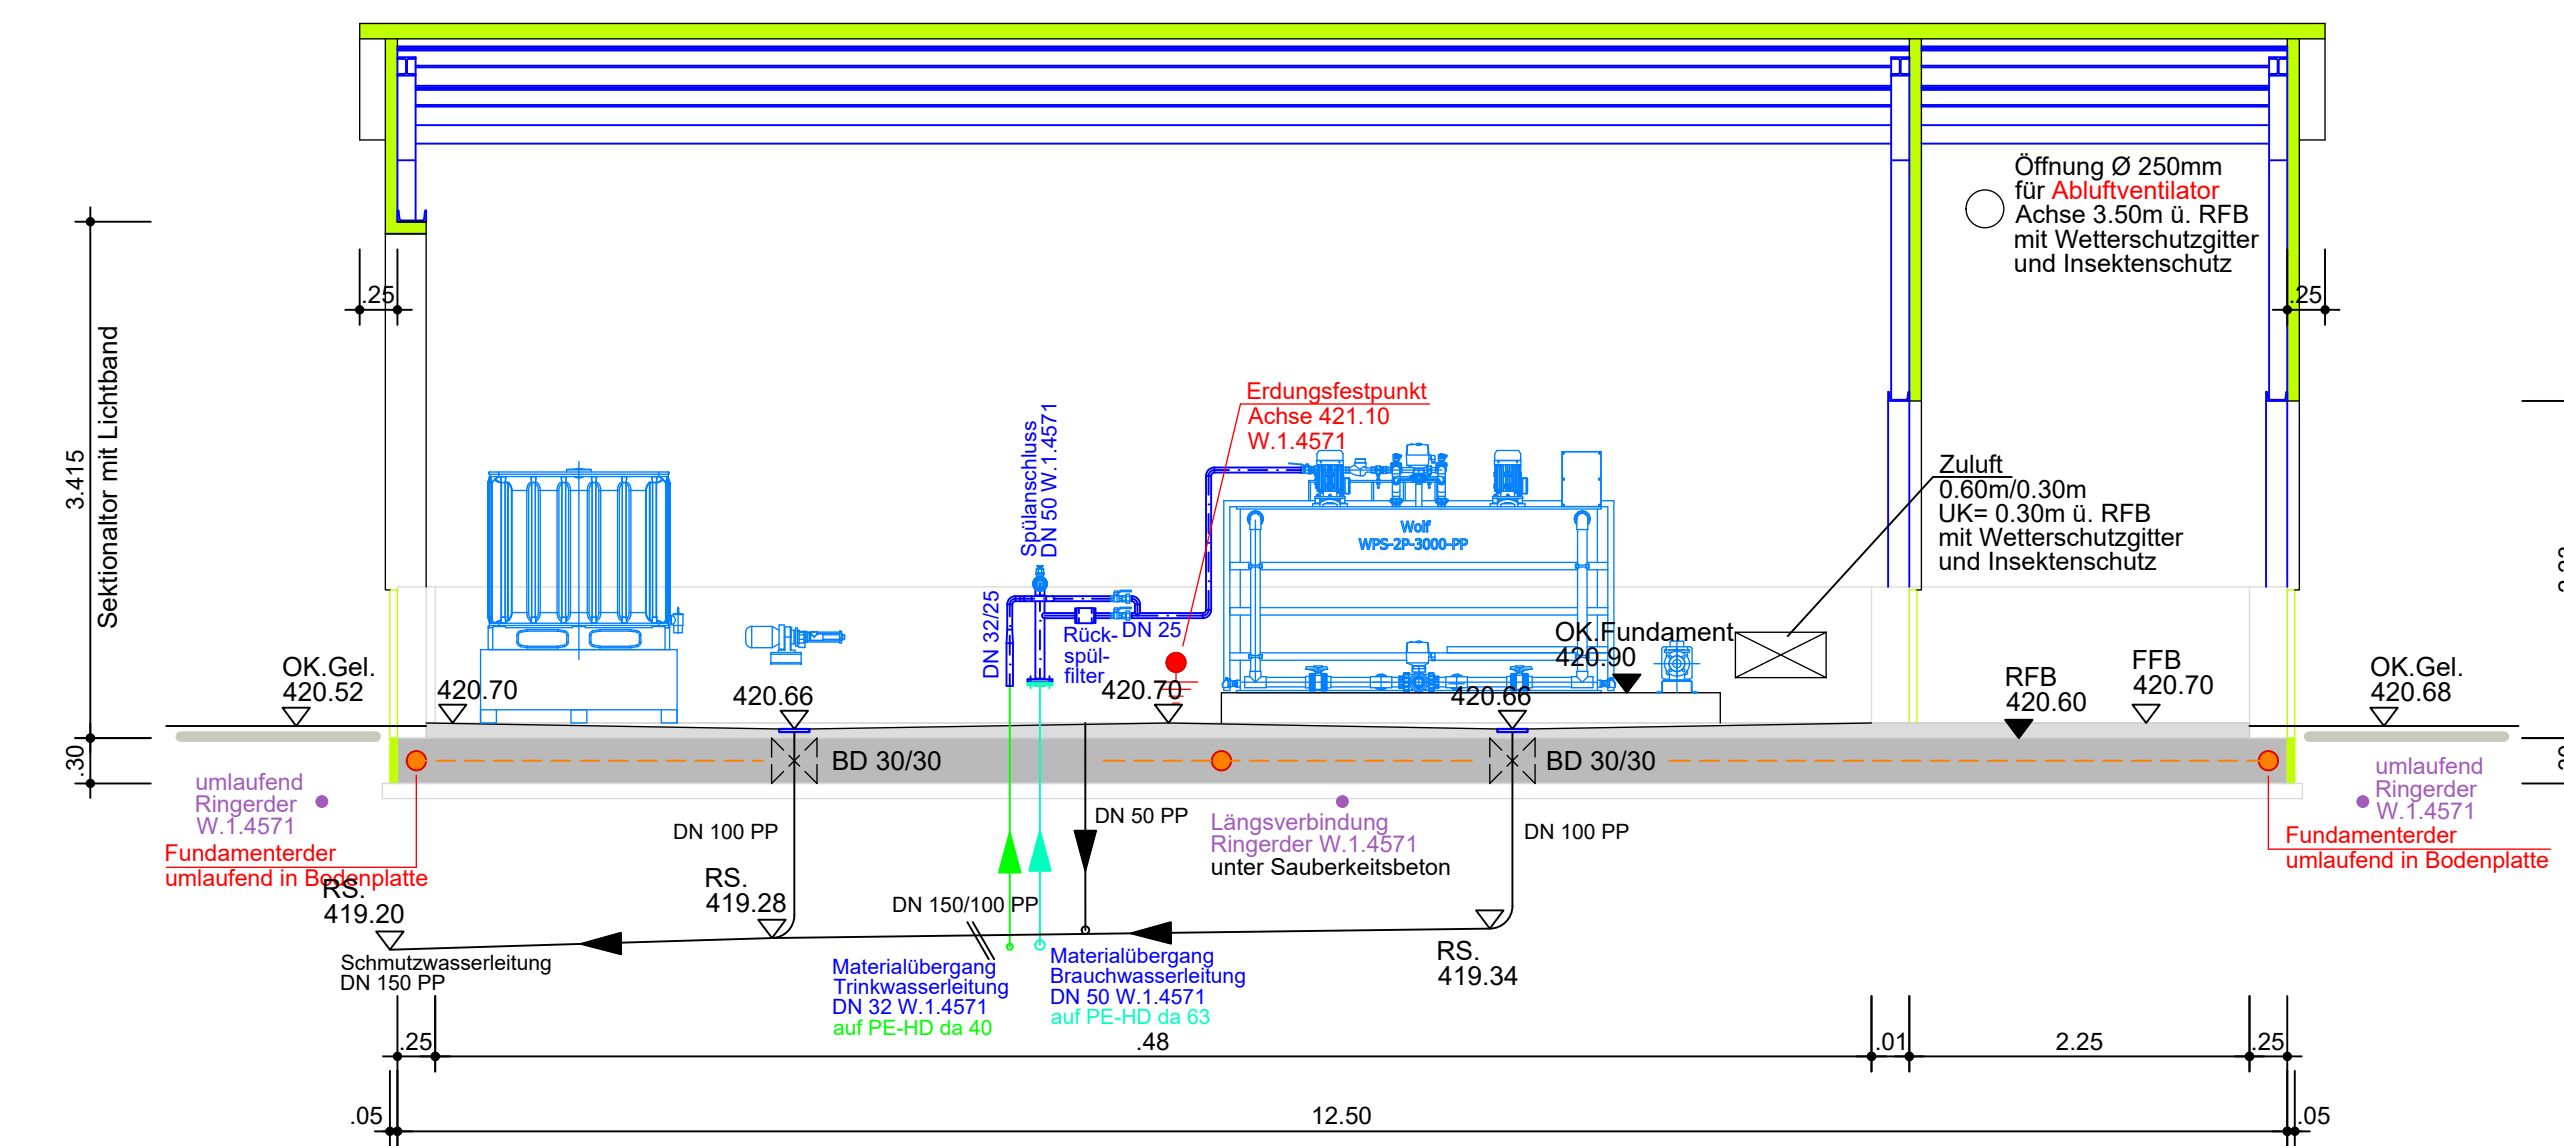 Öffnung Ø 250mm
für Abluftventilator
Achse 3.50m ü. RFB
mit Wetterschutzgitter
und Insektenschutz
.25
.25
3.415
Sektionaltor mit Lichtband
.30
Erdungsfestpunkt
Achse 421.10
W.1.4571
Spülanschluss
DN 50 W.1.4571
Zuluft
0.60m/0.30m
UK= 0.30m ü. RFB
mit Wetterschutzgitter
und Insektenschutz
Wolf
WPS-2P-3000-PP
DN 32/25
Rück-
spül-
filter
DN 25
OK.Fundament
420.90
OK.Gel.
420.52
420.70
420.66
420.70
420.66
RFB
420.60
FFB
420.70
OK.Gel.
420.68
BD 30/30
BD 30/30
umlaufend
Ringerder
W.1.4571
Fundamenterder
umlaufend in Bodenplatte
DN 100 PP
DN 50 PP
Längsverbindung
Ringerder W.1.4571
unter Sauberkeitsbeton
DN 100 PP
umlaufend
Ringerder
W.1.4571
Fundamenterder
umlaufend in Bodenplatte
RS.
419.20
RS.
419.28
DN 150/100 PP
RS.
419.34
Schmutzwasserleitung
DN 150 PP
Materialübergang
Trinkwasserleitung
DN 32 W.1.4571
auf PE-HD da 40
Materialübergang
Brauchwasserleitung
DN 50 W.1.4571
auf PE-HD da 63
.25
.48
.01
2.25
.25
.05
12.50
.05